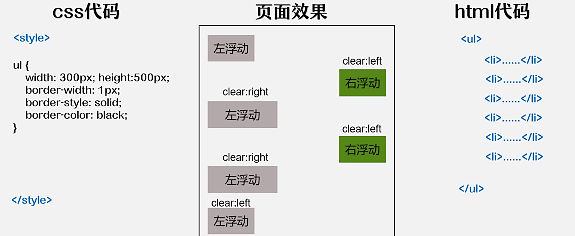 css代码
<style>
ul {
width: 300px; height:500px;
border-width: 1px;
border-style: solid;
border-color: black;
}
</style>
页面效果
左浮动
clear:left
右浮动
clear:right
左浮动
clear:left
右浮动
clear:right
左浮动
clear:left
左浮动
html代码
<ul>
<li>......</li>
<li>......</li>
<li>......</li>
<li>......</li>
<li>......</li>
<li>......</li>
</ul>